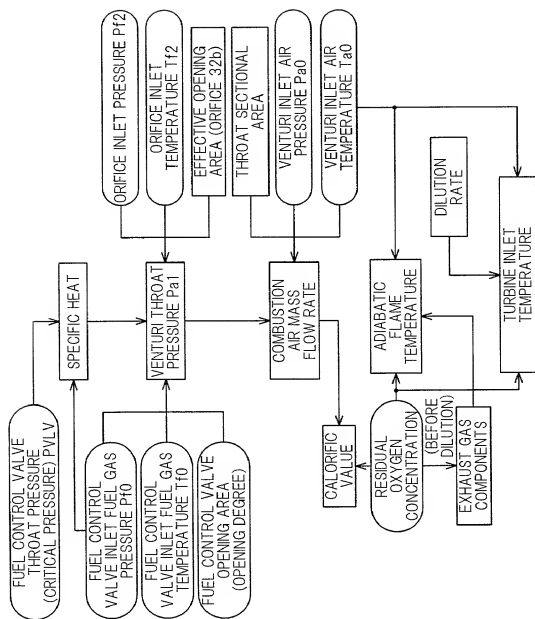 FUEL CONTROL VALVE
THROAT PRESSURE
(CRITICAL PRESSURE) PVLV
SPECIFIC HEAT
ORIFICE INLET PRESSURE Pf2
ORIFICE INLET
TEMPERATURE Tf2
EFFECTIVE OPENING
AREA (ORIFICE 32b)
THROAT SECTIONAL
AREA
VENTURI INLET AIR
PRESSURE Pa0
VENTURI INLET AIR
TEMPERATURE Ta0
FUEL CONTROL
VALVE INLET FUEL GAS
PRESSURE Pf0
FUEL CONTROL
VALVE INLET FUEL GAS
TEMPERATURE Tf0
FUEL CONTROL VALVE
OPENING AREA
(OPENING DEGREE)
VENTURI THROAT
PRESSURE Pa1
COMBUSTION
AIR MASS
FLOW RATE
CALORIFIC
VALUE
RESIDUAL
OXYGEN
CONCENTRATION
(BEFORE
DILUTION)
EXHAUST GAS
COMPONENTS
ADIABATIC
FLAME
TEMPERATURE
DILUTION
RATE
TURBINE INLET
TEMPERATURE